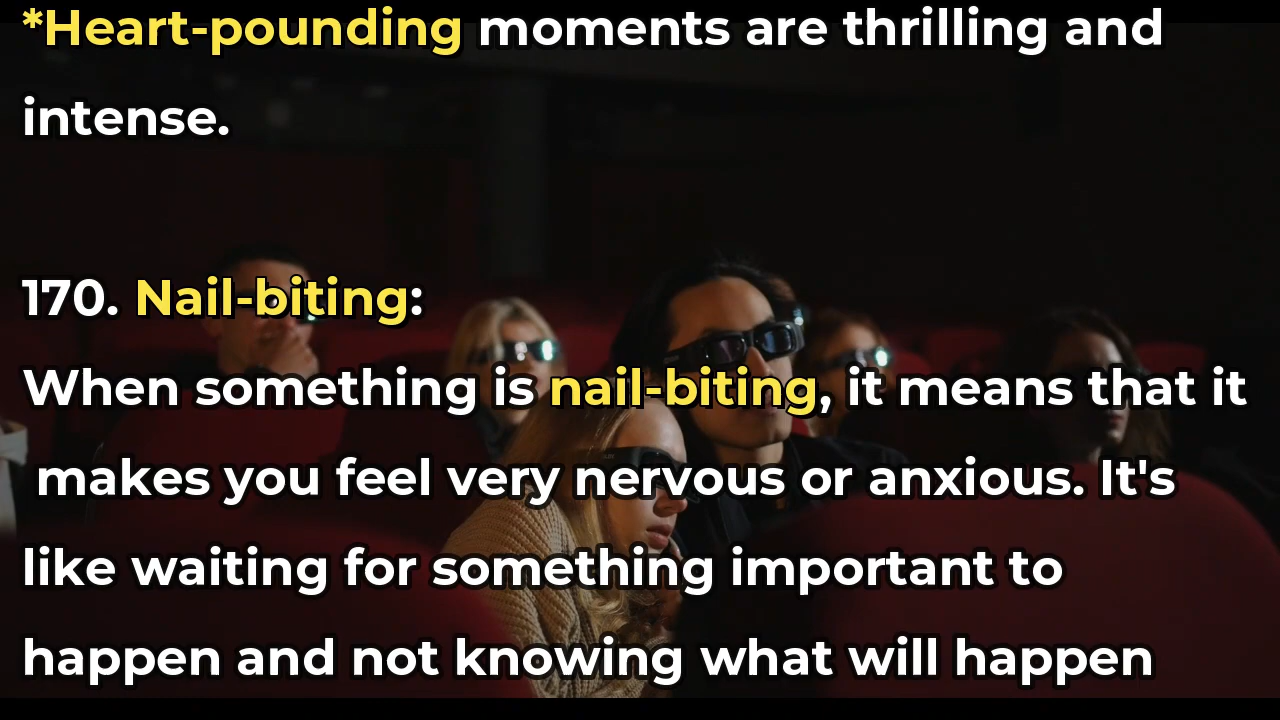 *Heart-pounding moments are thrilling and
intense.
170. Nail-biting:
When something is nail-biting, it means that it
makes you feel very nervous or anxious. It's
like waiting for something important to
happen and not knowing what will happen